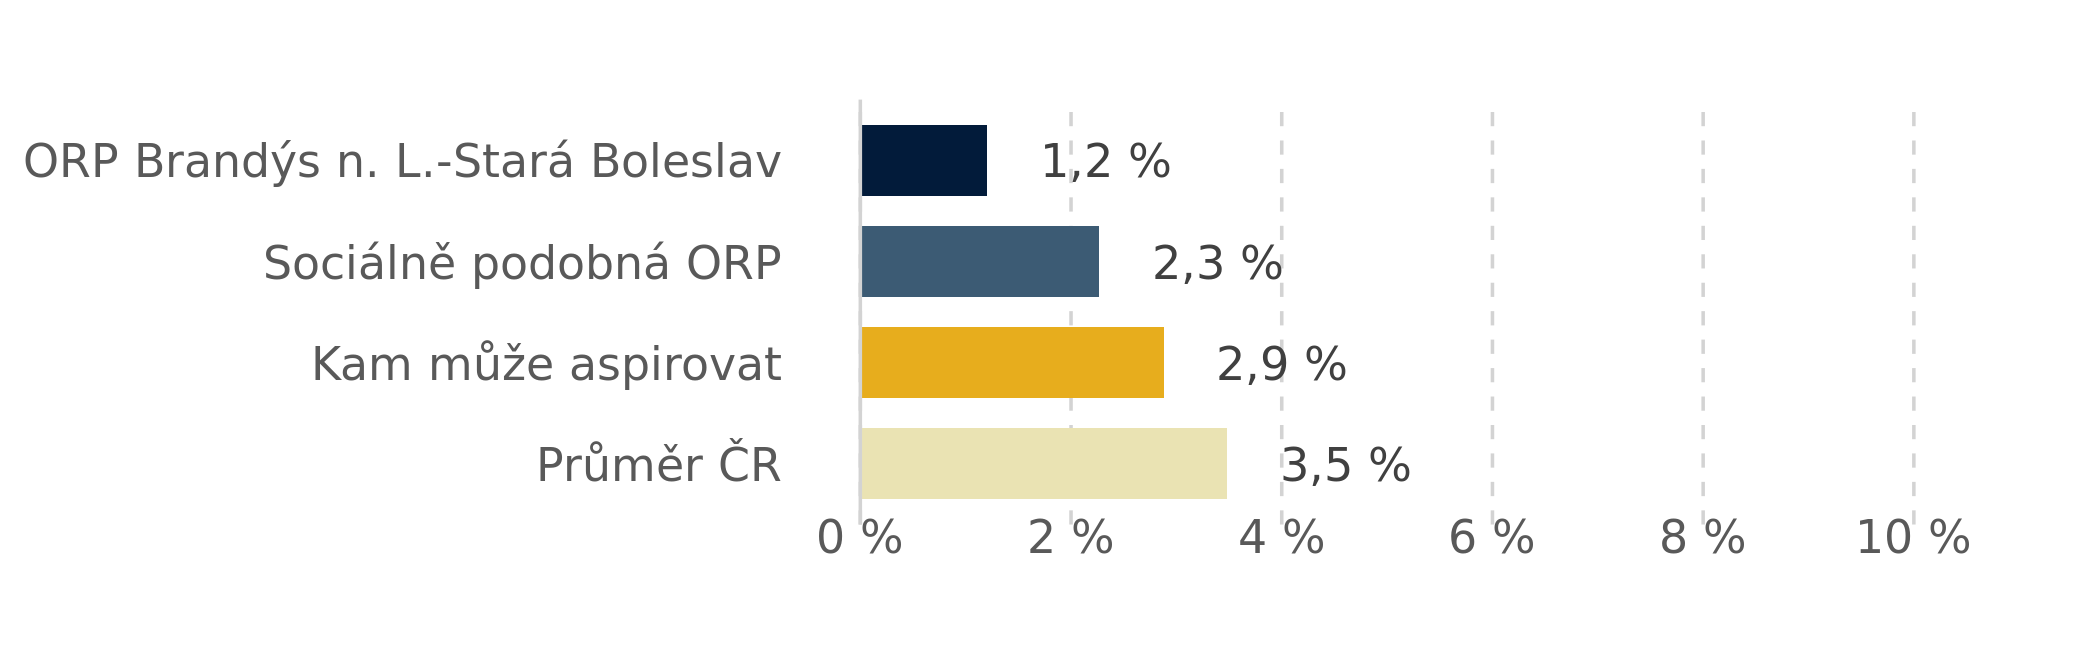 ORP Brandýs n. L.-Stará Boleslav 1,2 %
Sociálně podobná ORP 2,3 %
Kam může aspirovat 2,9 %
Průměr ČR 3,5 %
0 % 2 % 4 % 6 % 8 % 10 %